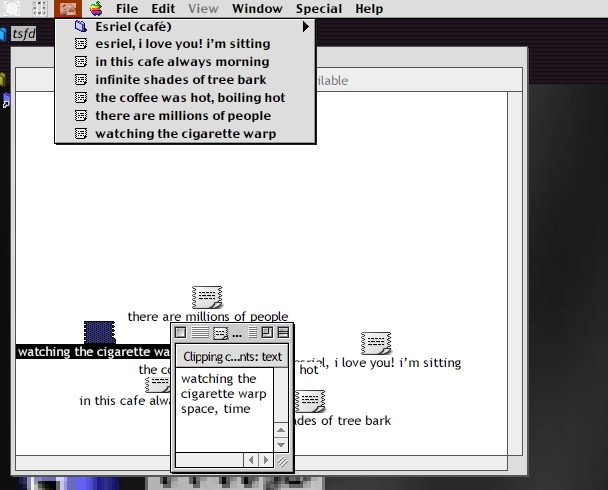 File Edit View Window Special Help
tsfd
Esriel (café)
esriel, i love you! i'm sitting
in this cafe always morning
infinite shades of tree bark
the coffee was hot, boiling hot
there are millions of people
watching the cigarette warp
ilable
there are millions of people
watching the cigarette wa
...
Clipping c...nts: text
esriel, i love you! i'm sitting
the co
hot
watching the
cigarette warp
space, time
in this cafe alwa
ades of tree bark